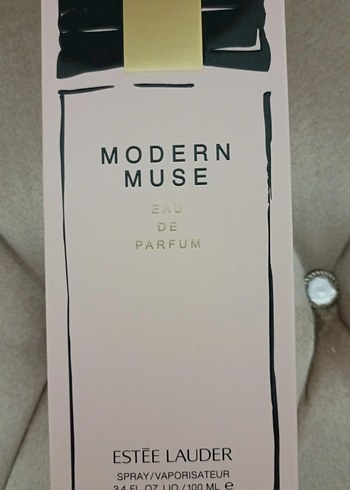 MODERN
MUSE
EAU
DE
PARFUM
ESTĒE LAUDER
SPRAY/VAPORISATEUR
3.4 FL.OZ.LIQ./100 ML ℮